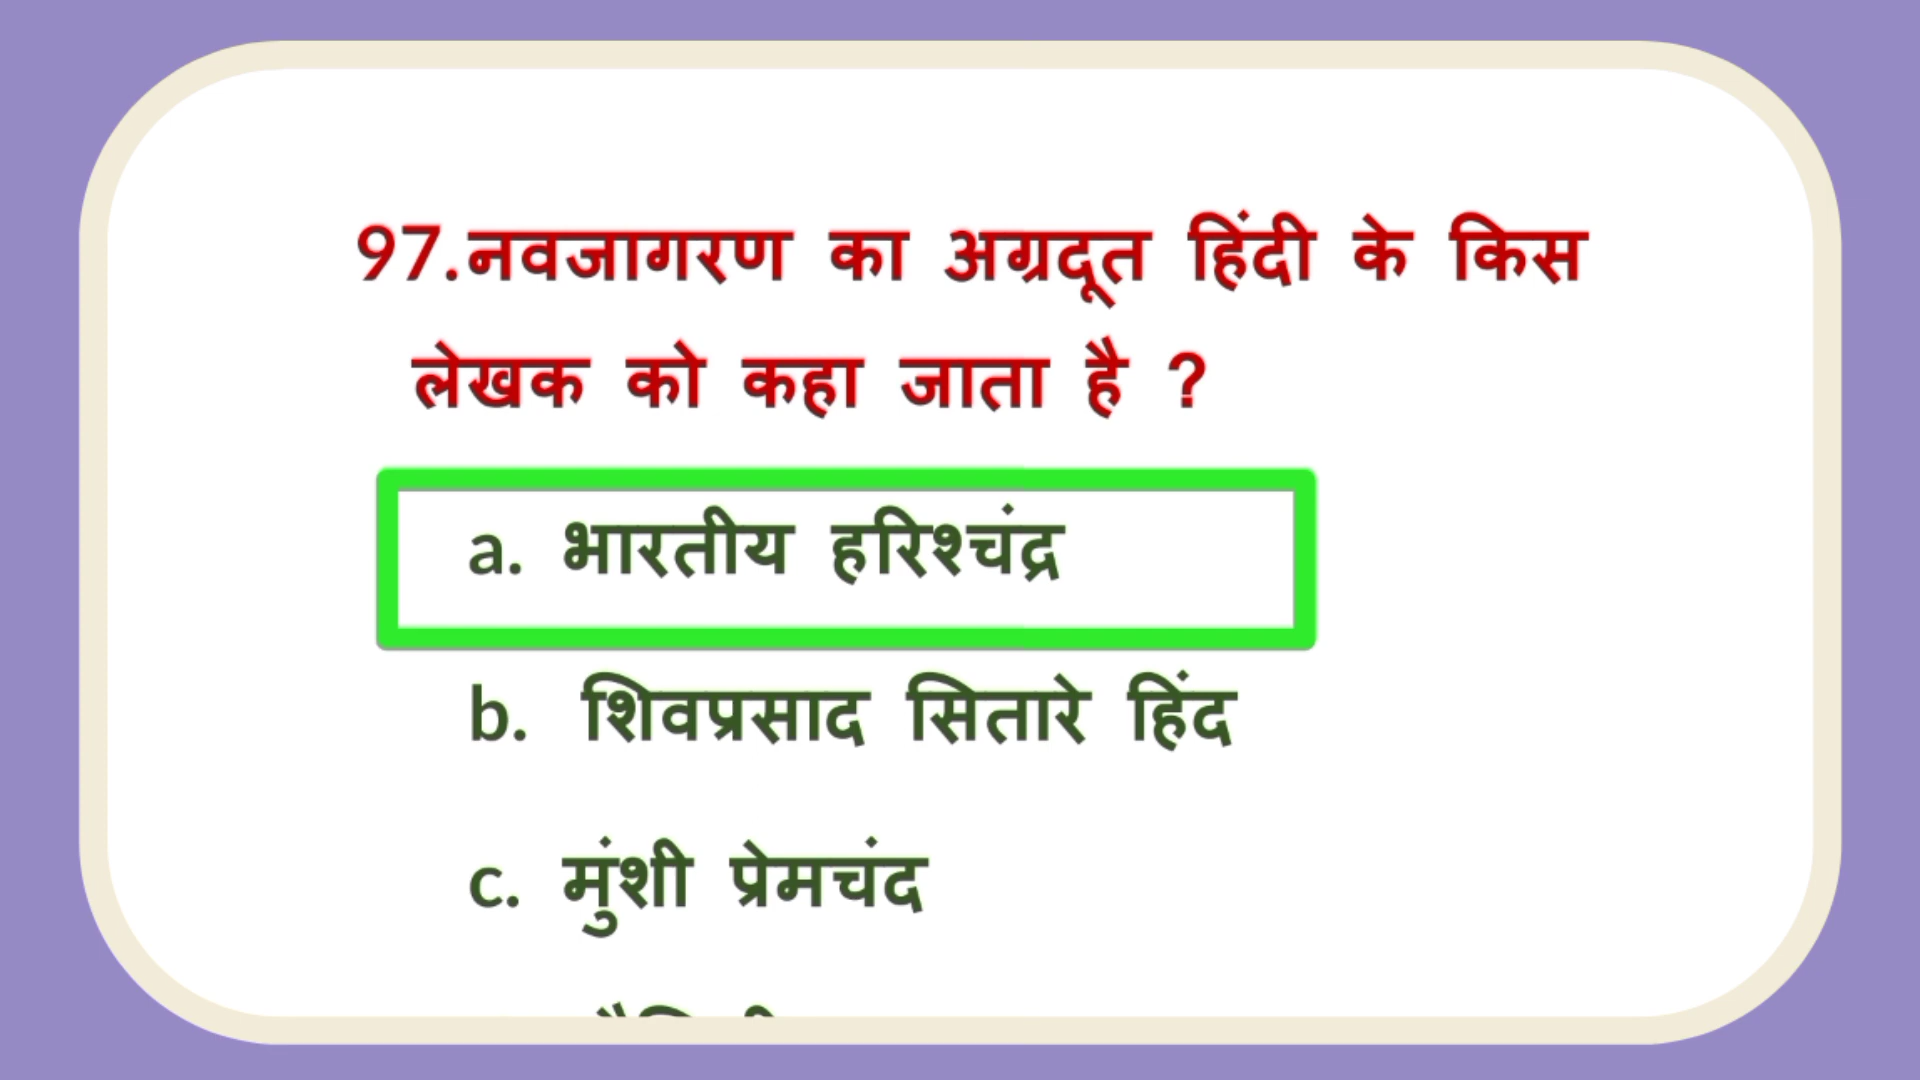 97.नवजागरण का अग्रदूत हिंदी के किस
लेखक को कहा जाता है ?
a. भारतीय हरिश्चंद्र
b. शिवप्रसाद सितारे हिंद
c. मुंशी प्रेमचंद